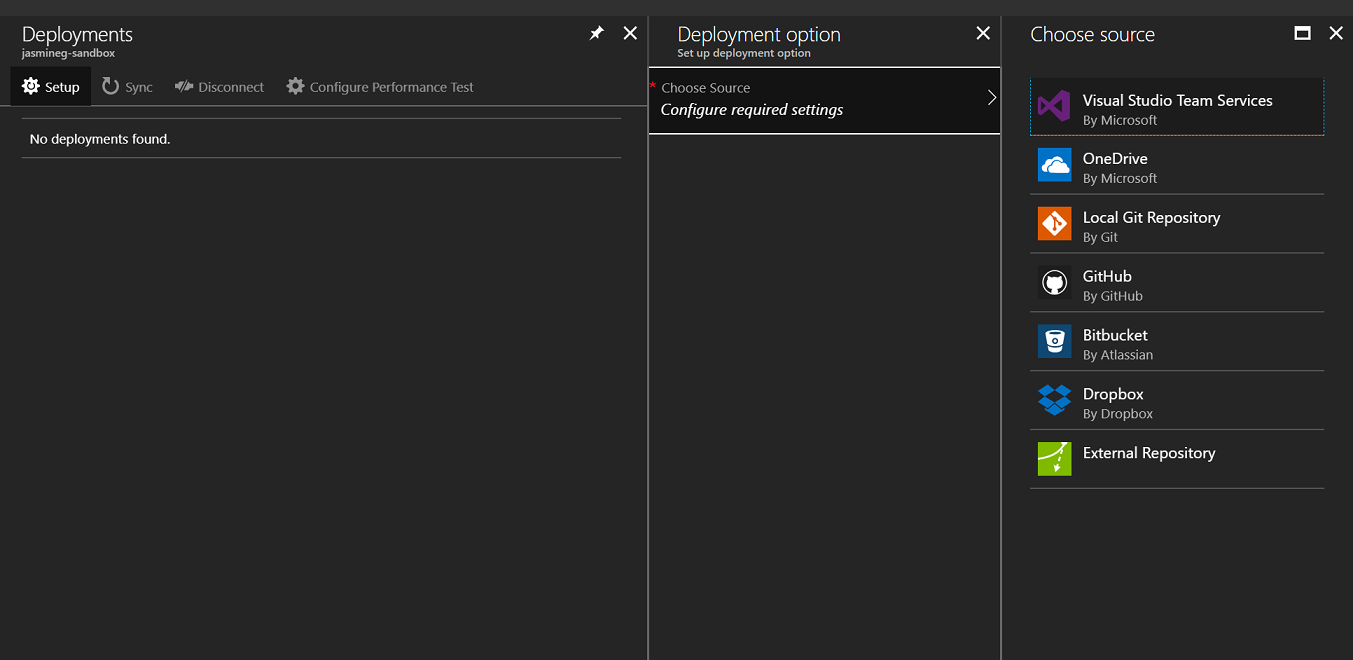 Deployments
jasmineg-sandbox
Setup Sync Disconnect Configure Performance Test
No deployments found.
Deployment option
Set up deployment option
* Choose Source
Configure required settings
Choose source
Visual Studio Team Services
By Microsoft
OneDrive
By Microsoft
Local Git Repository
By Git
GitHub
By GitHub
Bitbucket
By Atlassian
Dropbox
By Dropbox
External Repository